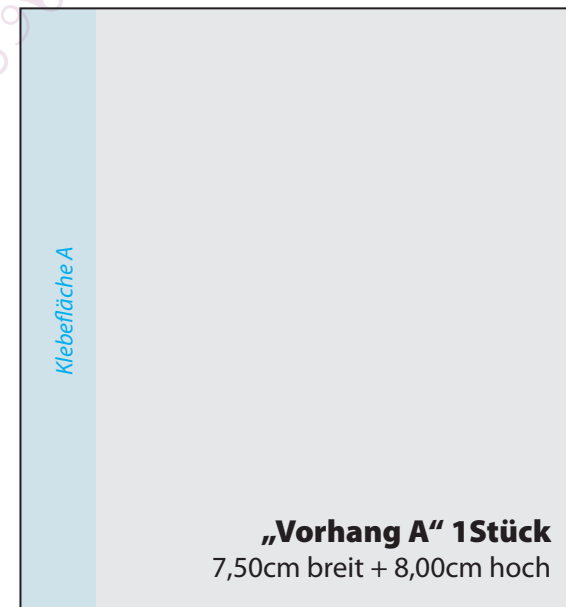 Klebefläche A
„Vorhang A“ 1Stück
7,50cm breit + 8,00cm hoch